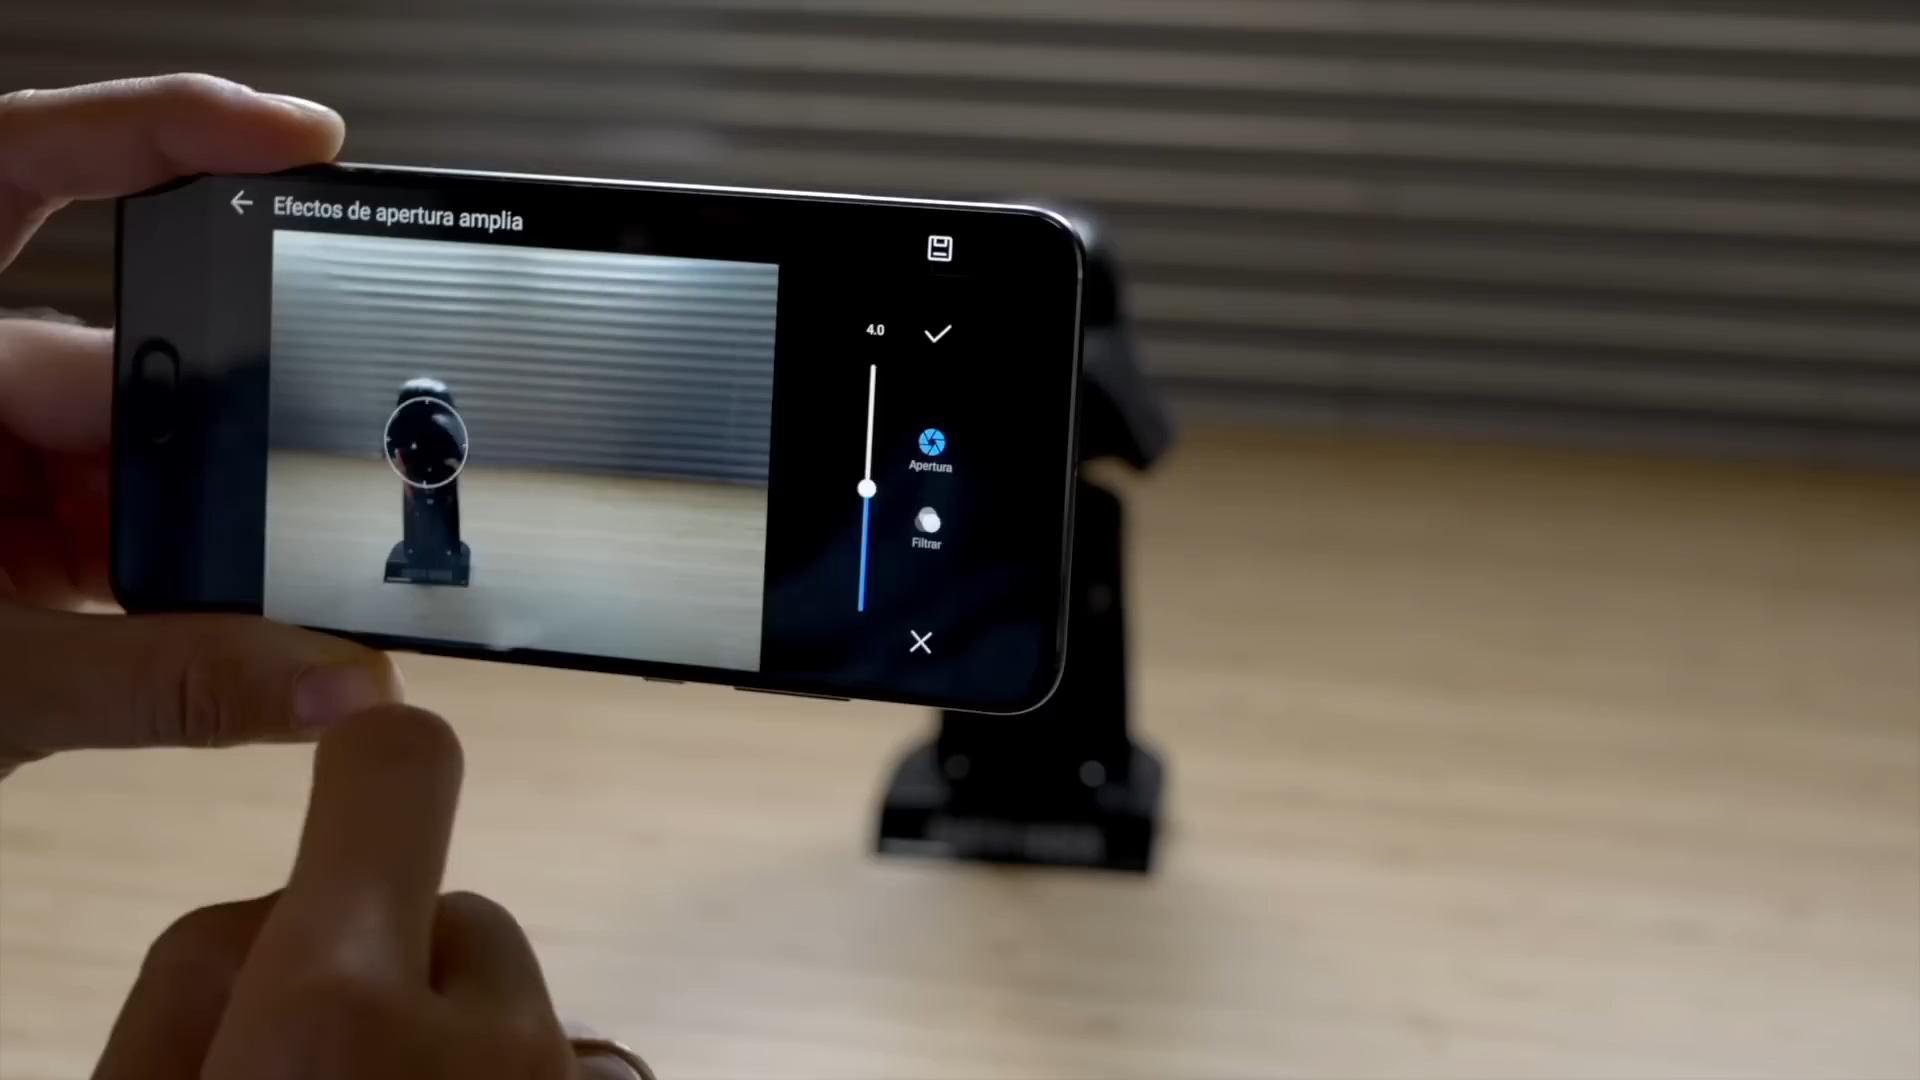 Efectos de apertura amplia
4.0
Apertura
Filtrar